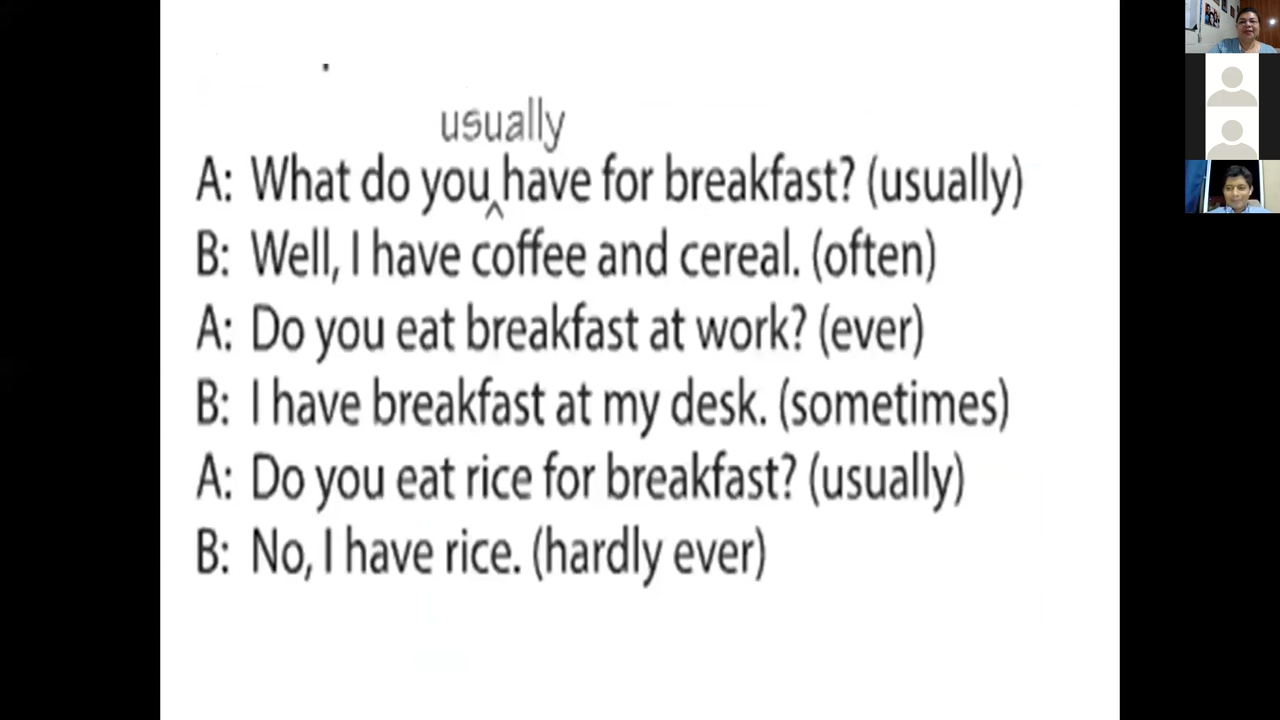 usually
A: What do you ^ have for breakfast? (usually)
B: Well, I have coffee and cereal. (often)
A: Do you eat breakfast at work? (ever)
B: I have breakfast at my desk. (sometimes)
A: Do you eat rice for breakfast? (usually)
B: No, I have rice. (hardly ever)